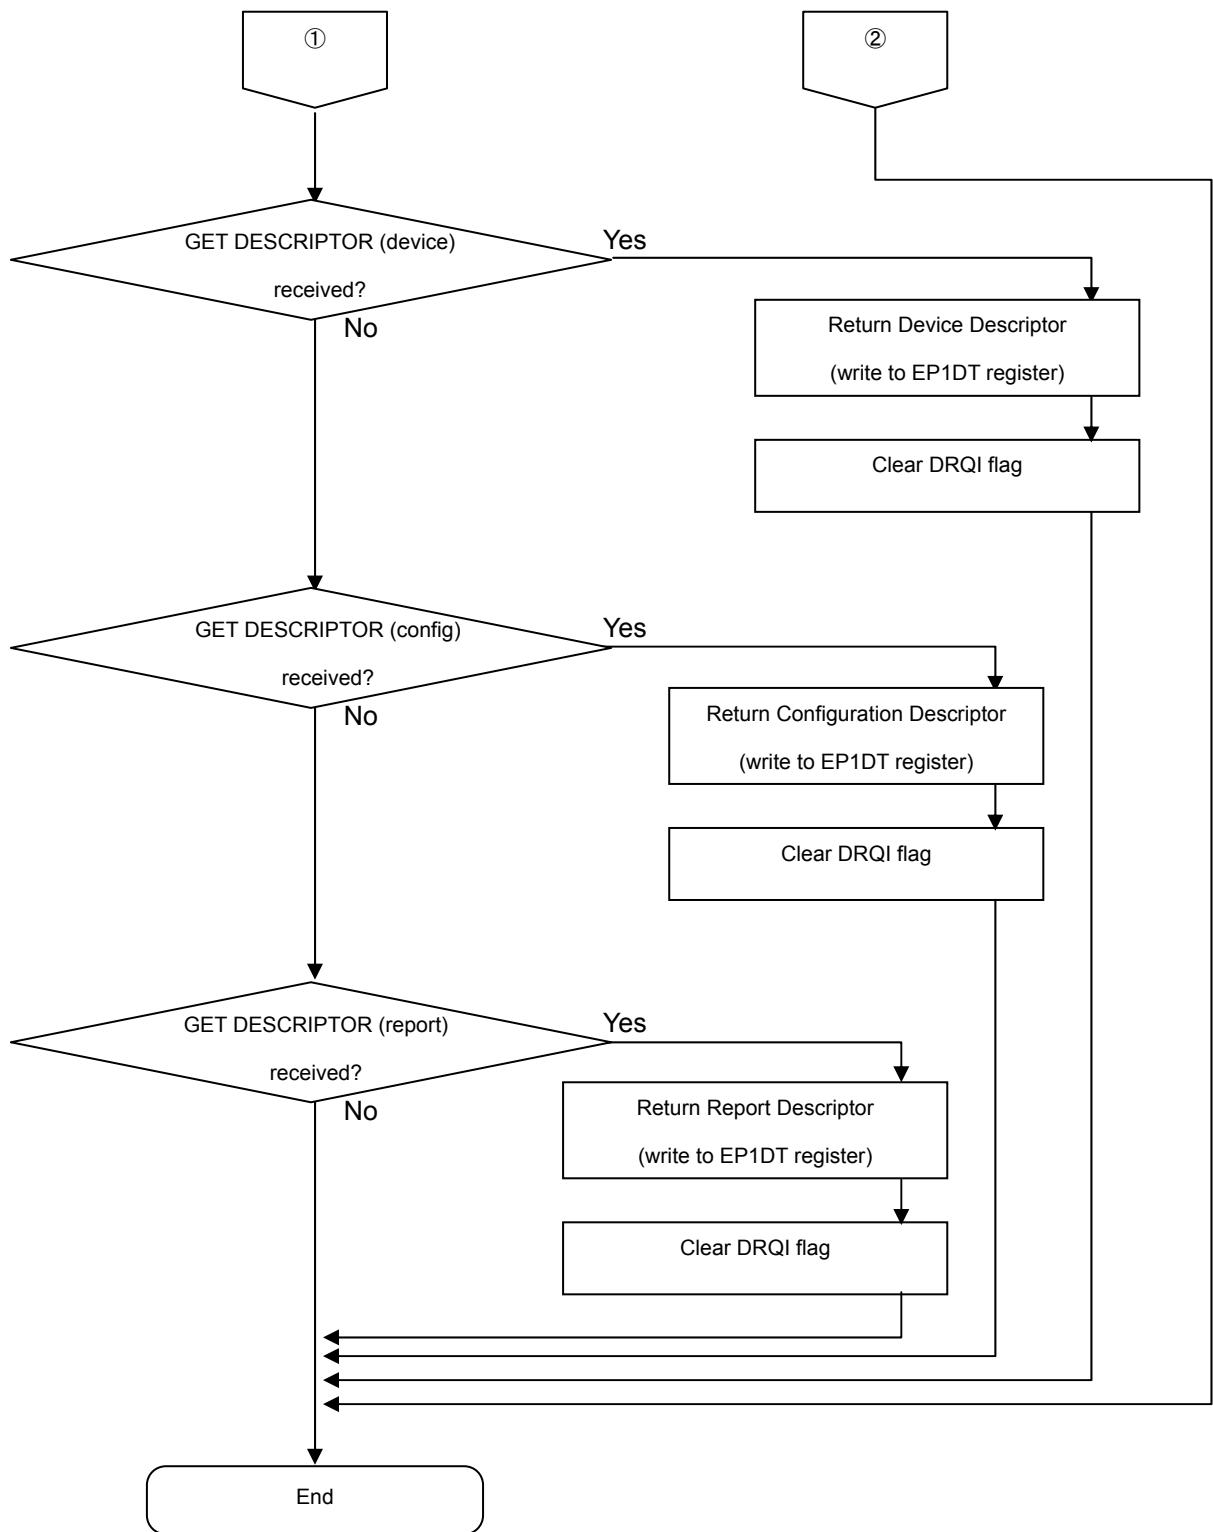 ①
②
GET DESCRIPTOR (device)
received?
Yes
No
Return Device Descriptor
(write to EP1DT register)
Clear DRQI flag
GET DESCRIPTOR (config)
received?
Yes
No
Return Configuration Descriptor
(write to EP1DT register)
Clear DRQI flag
GET DESCRIPTOR (report)
received?
Yes
No
Return Report Descriptor
(write to EP1DT register)
Clear DRQI flag
End